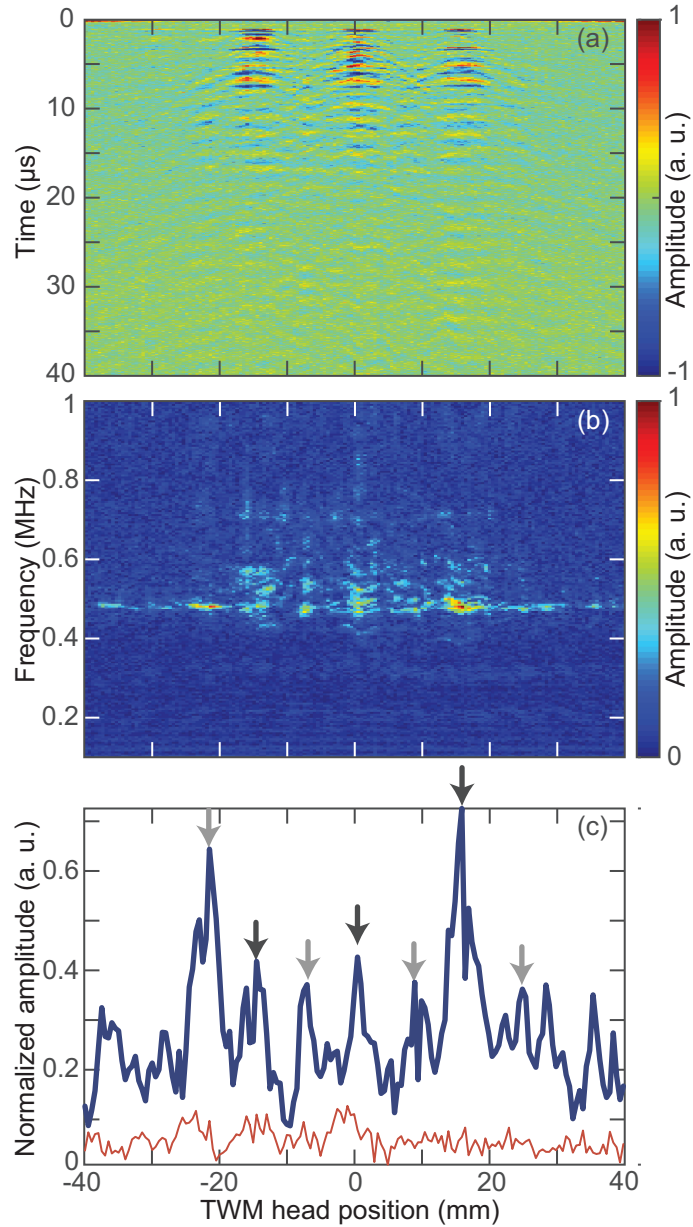 0
10
20
30
40
Time (μs)
(a)
1
-1
Amplitude (a. u.)
1
0.8
0.6
0.4
0.2
Frequency (MHz)
(b)
1
0
Amplitude (a. u.)
0.6
0.4
0.2
0
Normalized amplitude (a. u.)
(c)
-40 -20 0 20 40
TWM head position (mm)